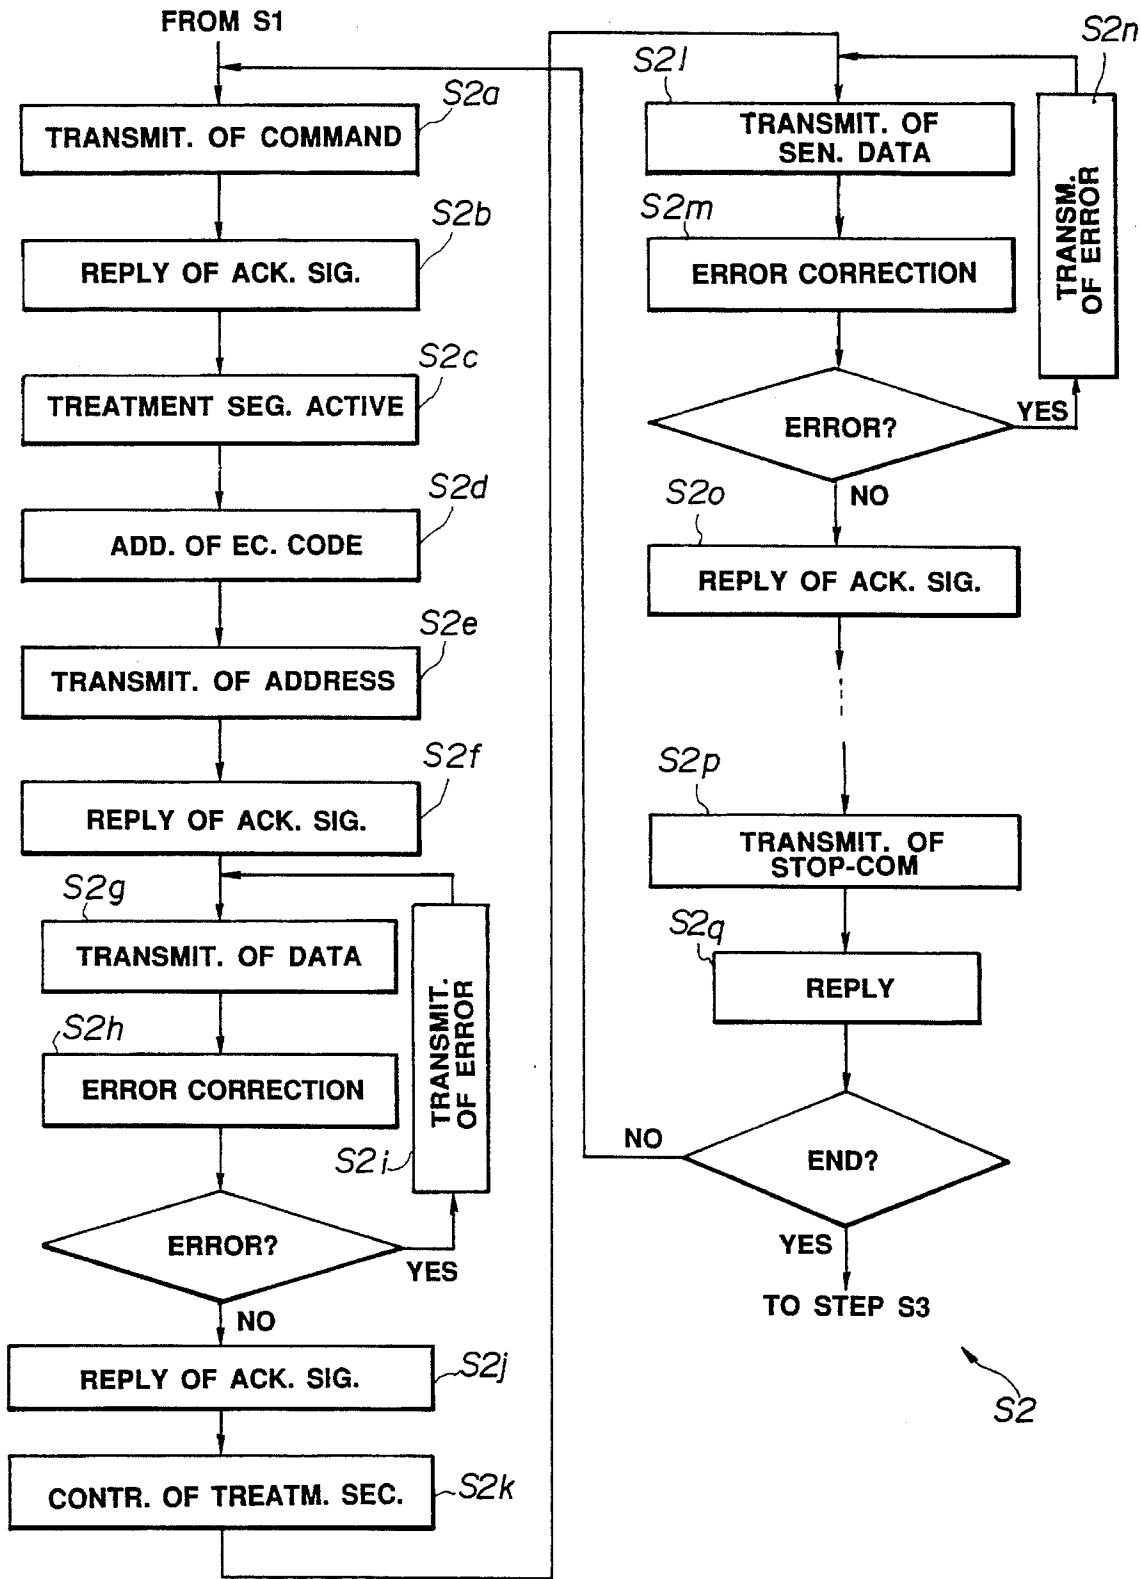 FROM S1
S2a
TRANSMIT. OF COMMAND
S2b
REPLY OF ACK. SIG.
S2c
TREATMENT SEG. ACTIVE
S2d
ADD. OF EC. CODE
S2e
TRANSMIT. OF ADDRESS
S2f
REPLY OF ACK. SIG.
S2g
TRANSMIT. OF DATA
S2h
ERROR CORRECTION
TRANSMIT.
OF ERROR
S2i
ERROR?
YES
NO
REPLY OF ACK. SIG.
S2j
CONTR. OF TREATM. SEC.
S2k
S2l
TRANSMIT. OF
SEN. DATA
S2m
ERROR CORRECTION
S2n
TRANSM.
OF ERROR
ERROR?
YES
NO
S2o
REPLY OF ACK. SIG.
S2p
TRANSMIT. OF
STOP-COM
S2q
REPLY
END?
NO
YES
TO STEP S3
S2